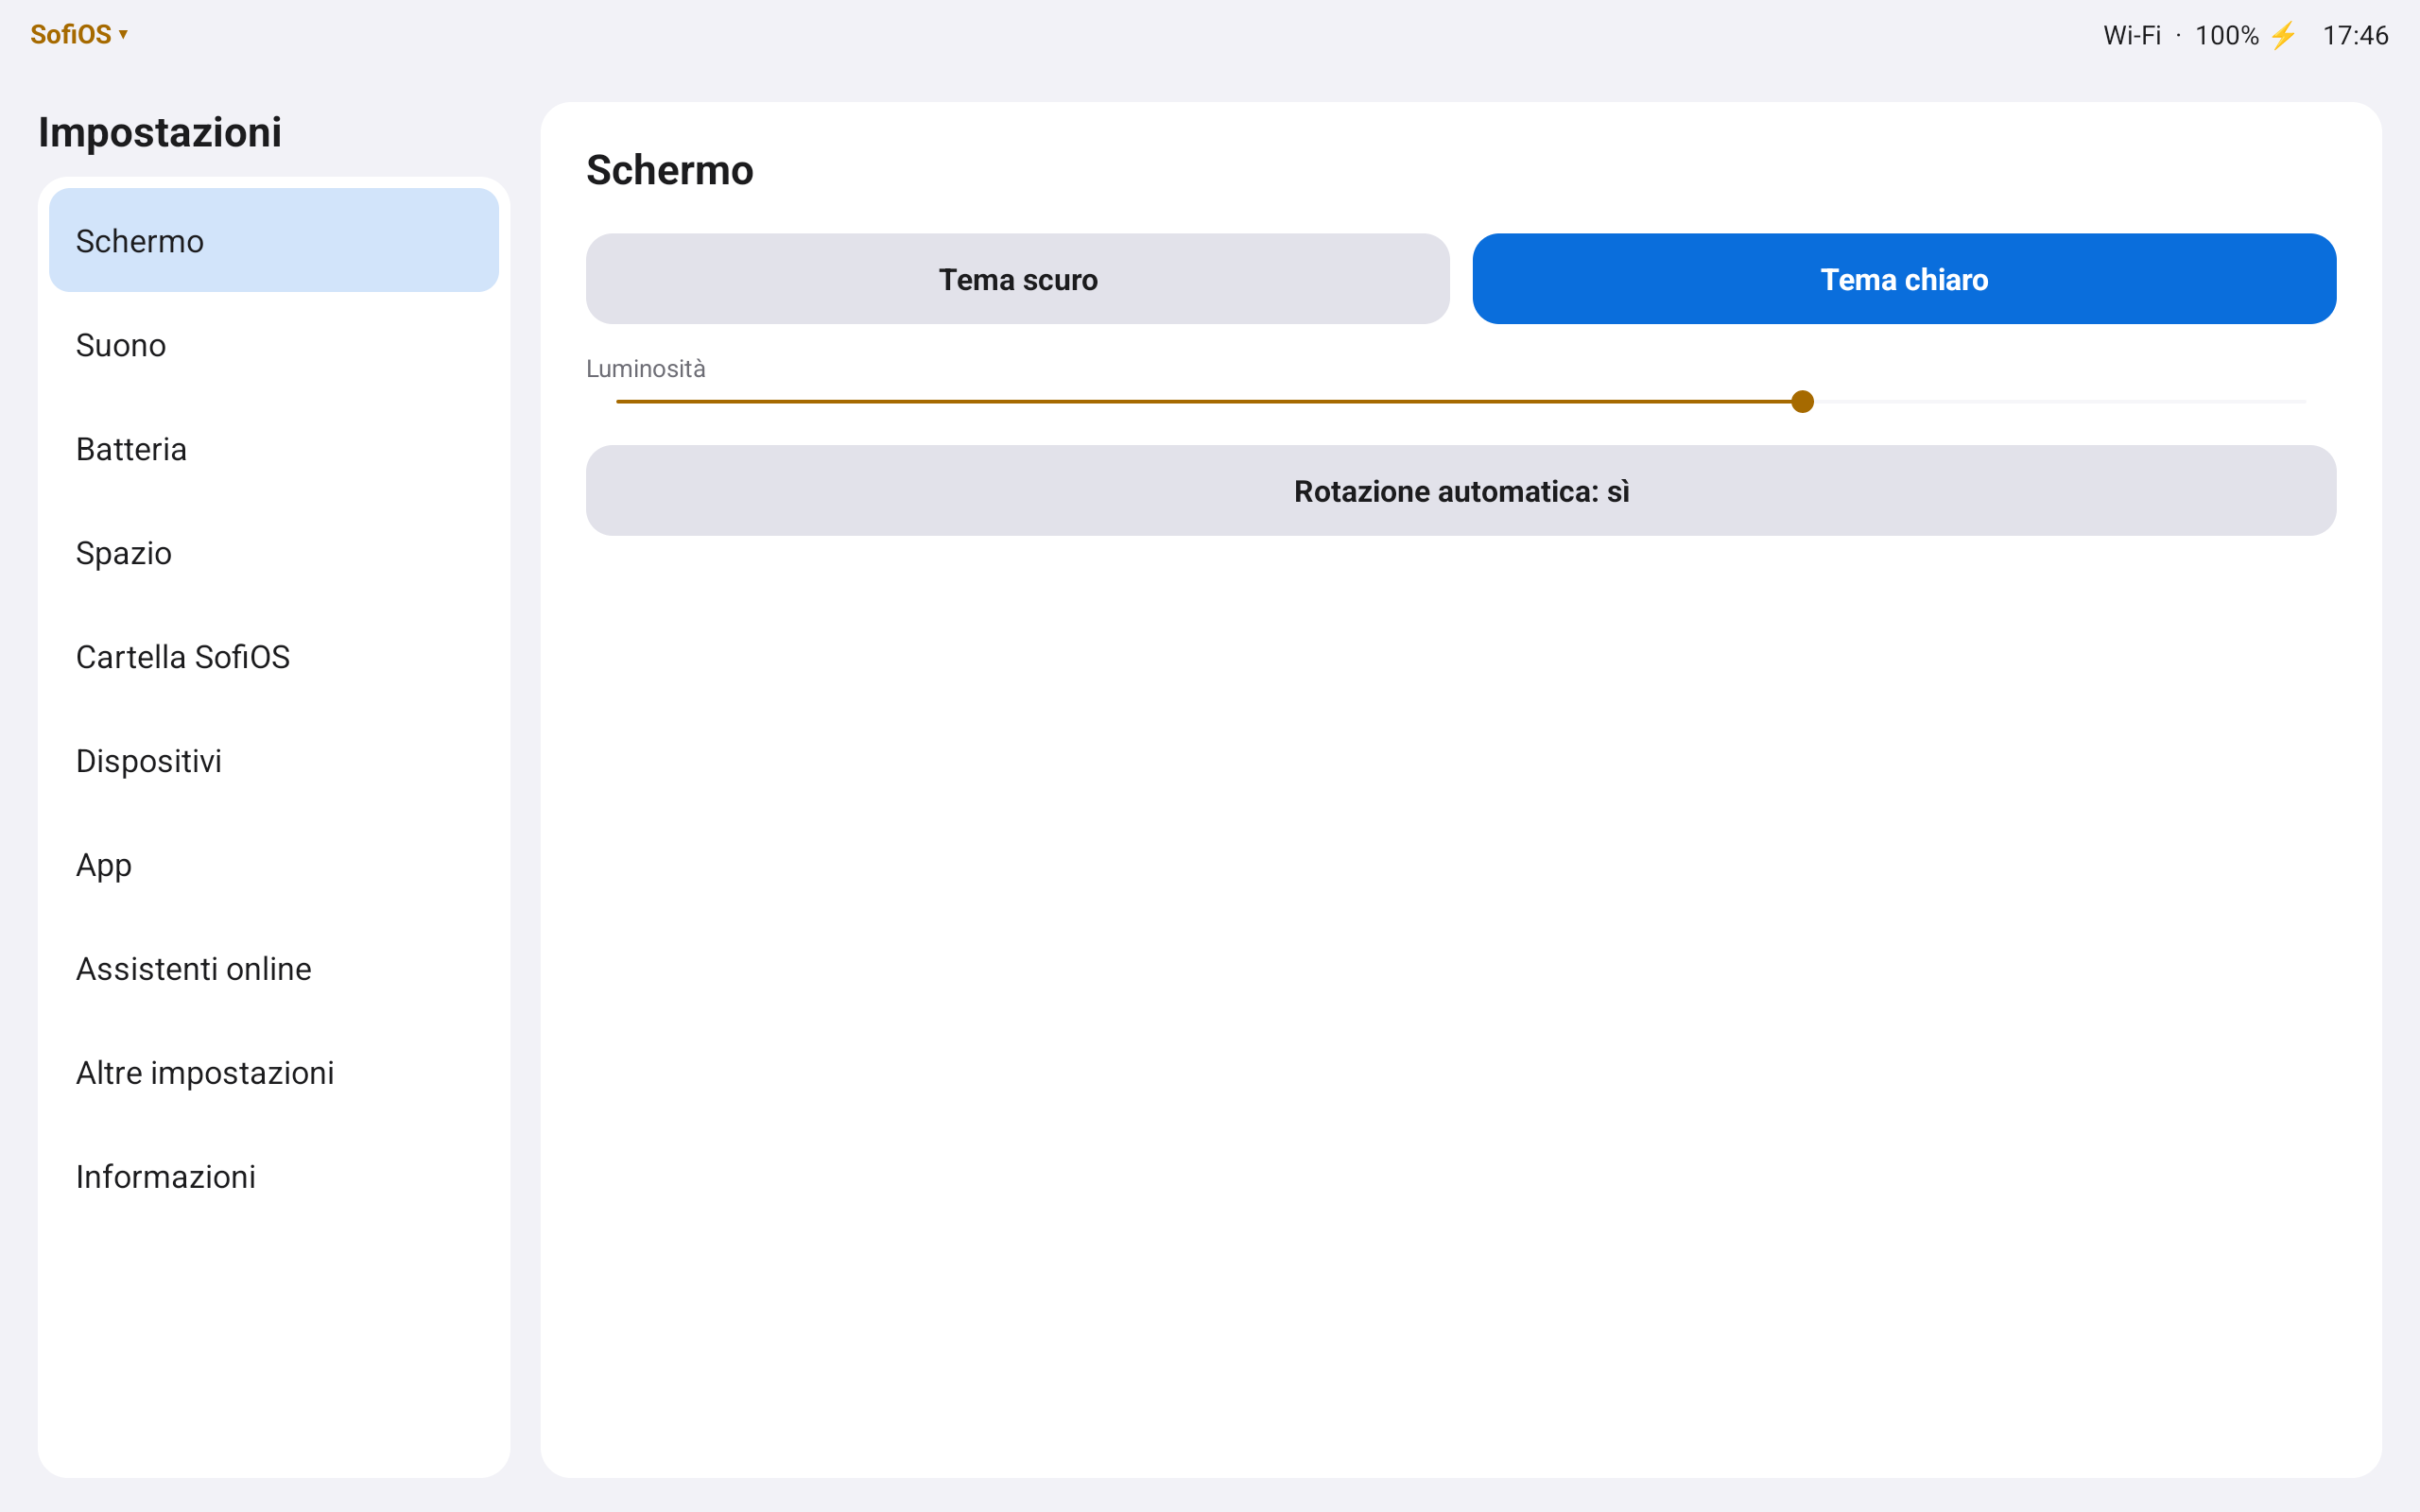 SofiOS ▾
Wi-Fi · 100% ⚡ 17:46
Impostazioni
Schermo
Suono
Batteria
Spazio
Cartella SofiOS
Dispositivi
App
Assistenti online
Altre impostazioni
Informazioni
Schermo
Tema scuro
Tema chiaro
Luminosità
Rotazione automatica: sì